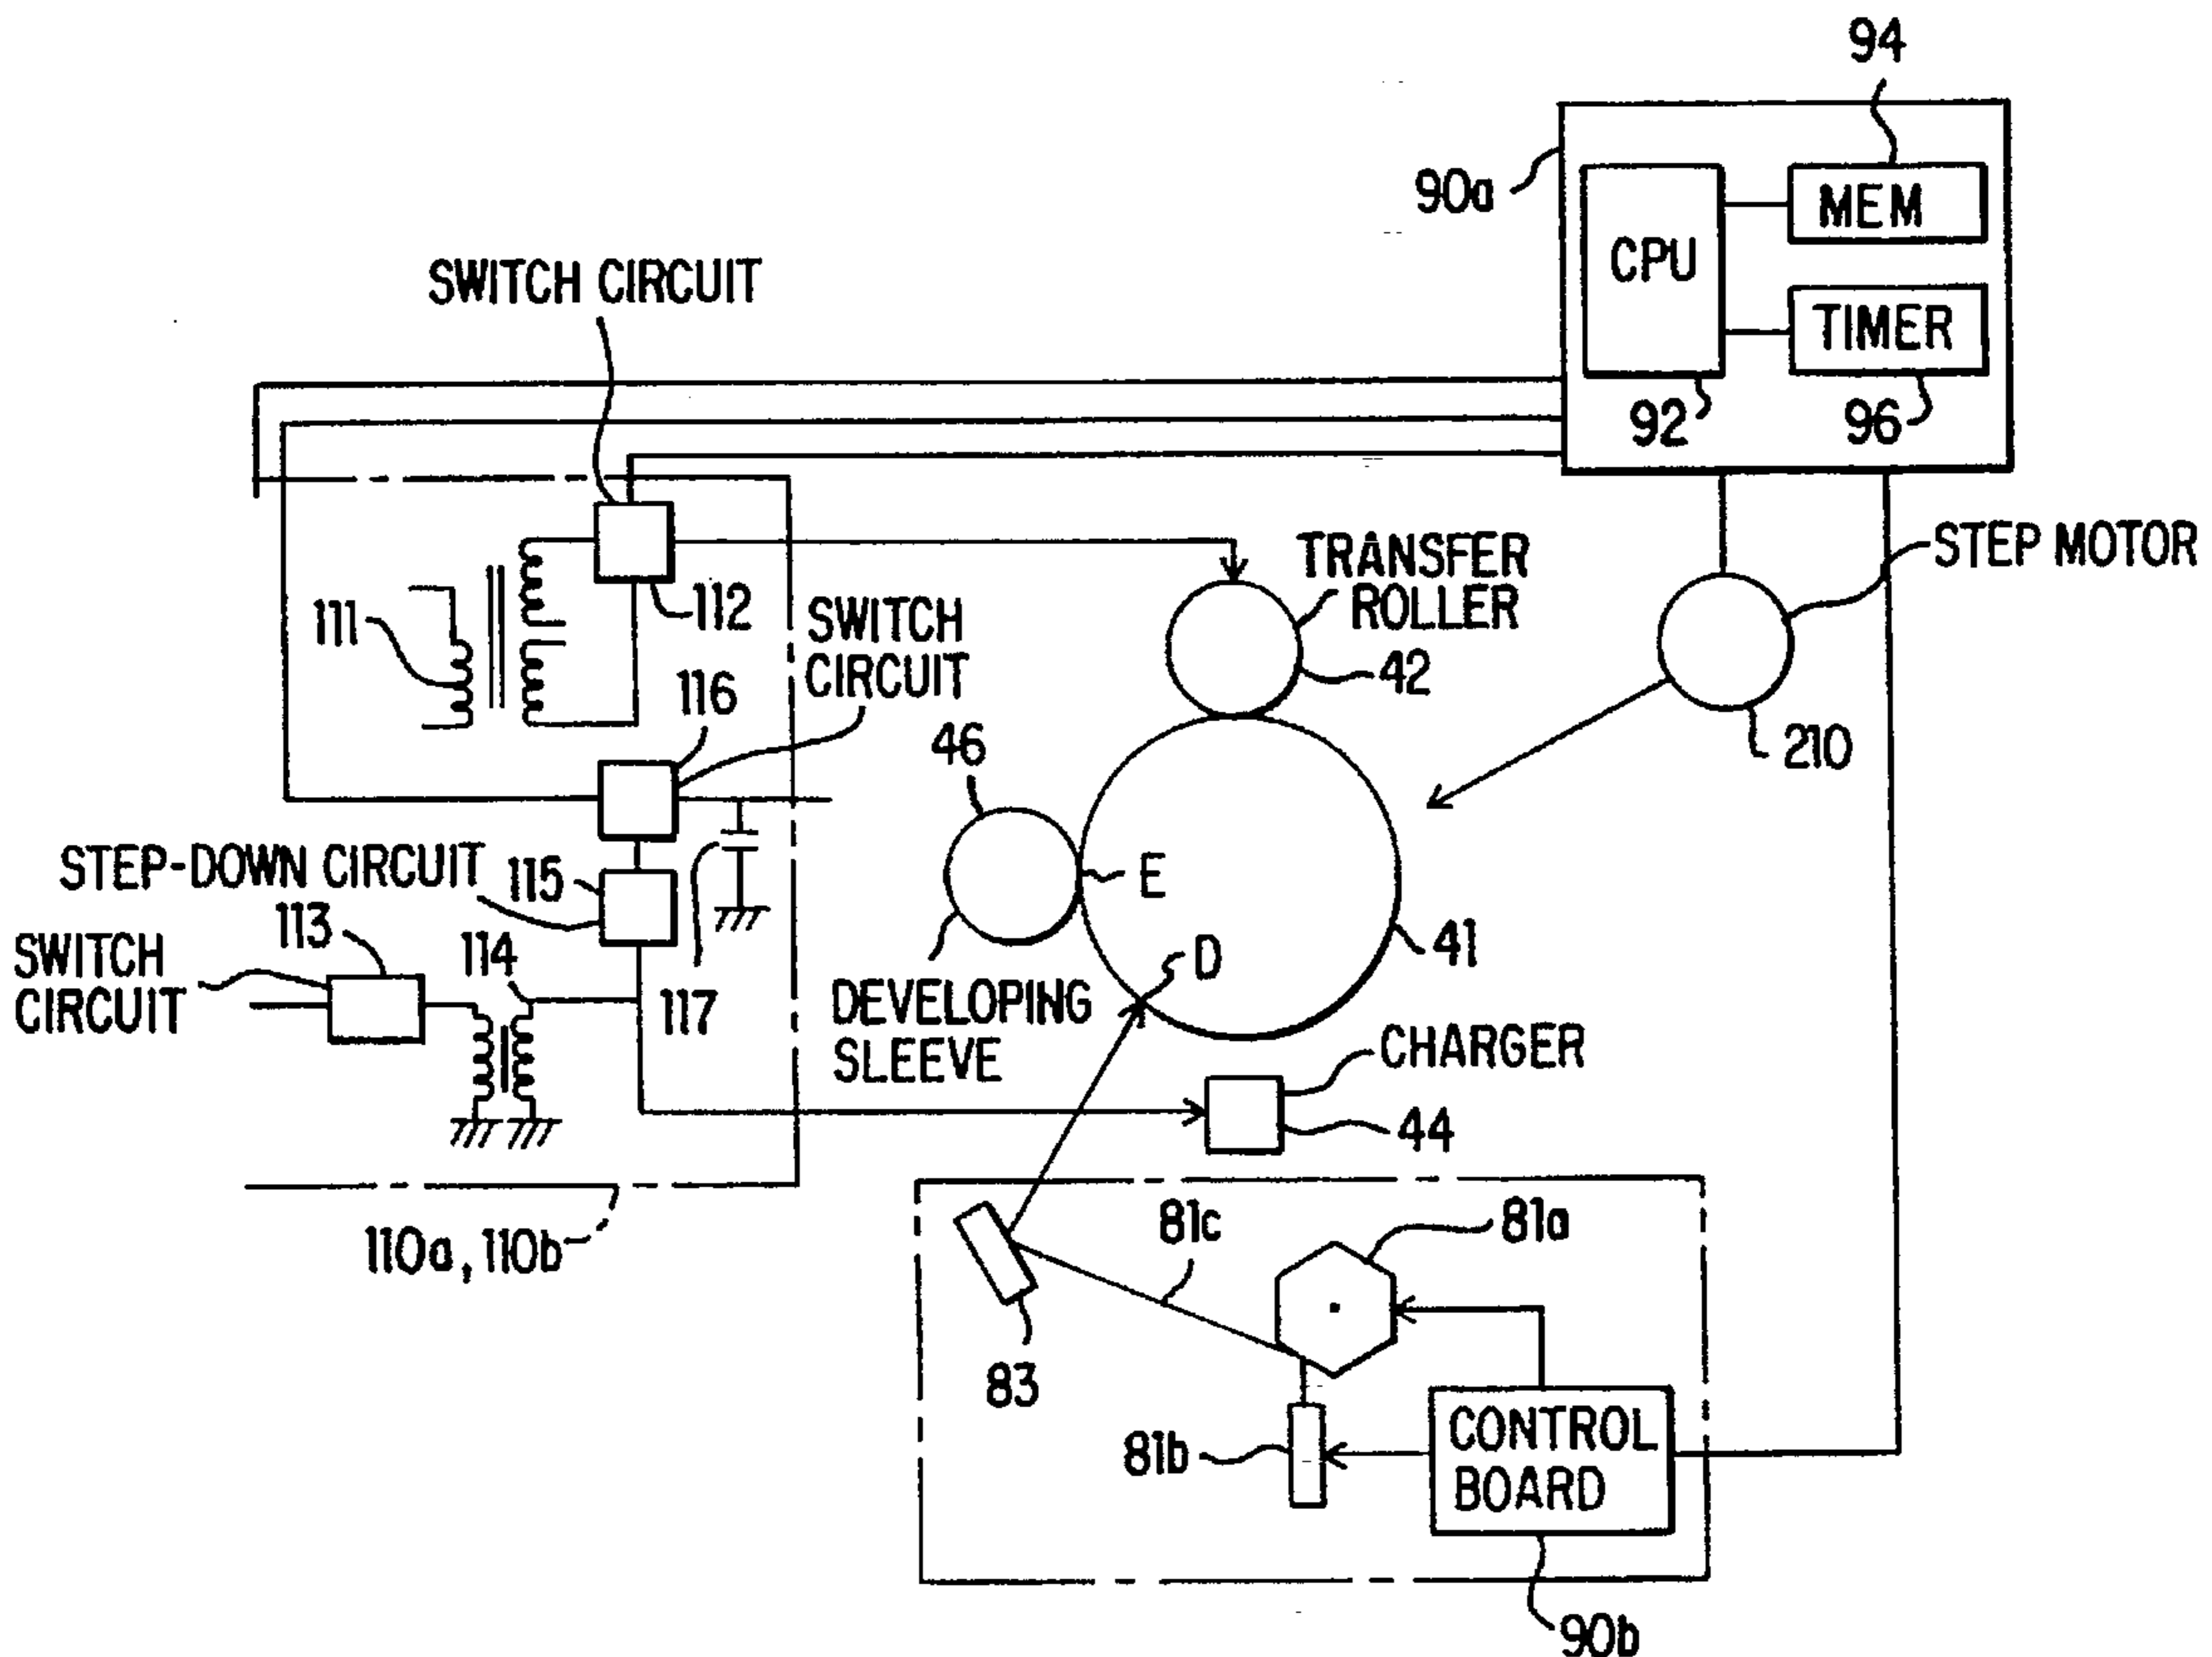 94
90a
MEM
CPU
TIMER
92
96
SWITCH CIRCUIT
STEP MOTOR
TRANSFER
ROLLER
111
112
SWITCH
CIRCUIT
116
42
210
46
STEP-DOWN CIRCUIT
115
E
113
SWITCH
CIRCUIT
114
117
D
41
DEVELOPING
SLEEVE
CHARGER
44
110a, 110b
81c
81a
83
81b
CONTROL
BOARD
90b